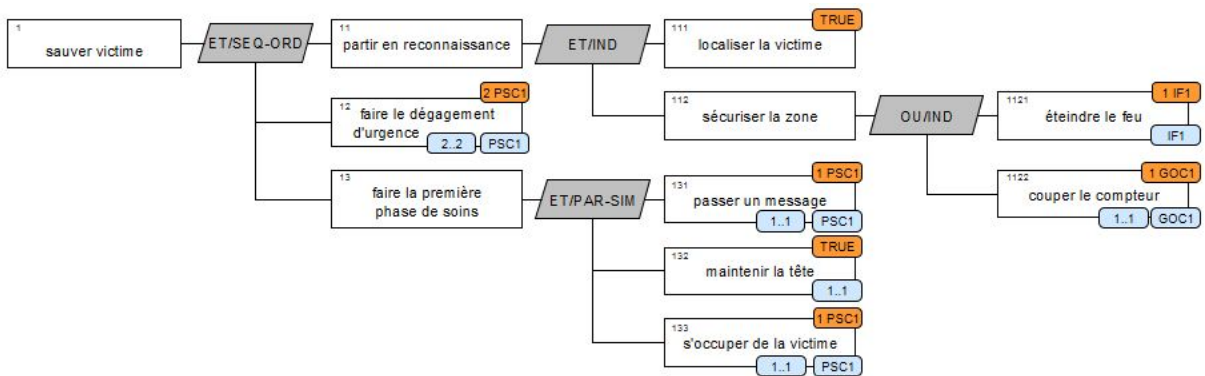 1
sauver victime
ET/SEQ-ORD
11
partir en reconnaissance
ET/IND
111
TRUE
localiser la victime
112
sécuriser la zone
OU/IND
1121
1 IF1
éteindre le feu
IF1
1122
1 GOC1
couper le compteur
1..1
GOC1
12
2 PSC1
faire le dégagement
d'urgence
2..2
PSC1
13
faire la première
phase de soins
ET/PAR-SIM
131
1 PSC1
passer un message
1..1
PSC1
132
TRUE
maintenir la tête
1..1
133
1 PSC1
s'occuper de la victime
1..1
PSC1